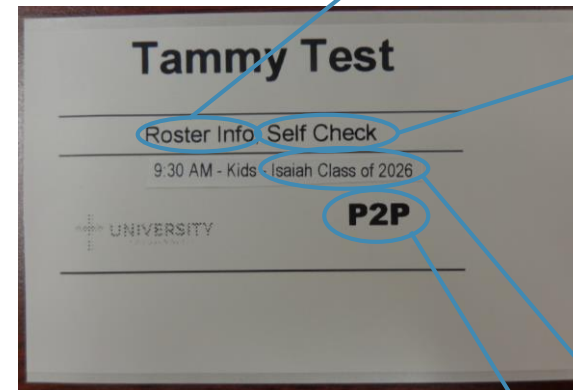 Tammy Test
Roster Info, Self Check
9:30 AM - Kids - Isaiah Class of 2026
P2P
UNIVERSITY